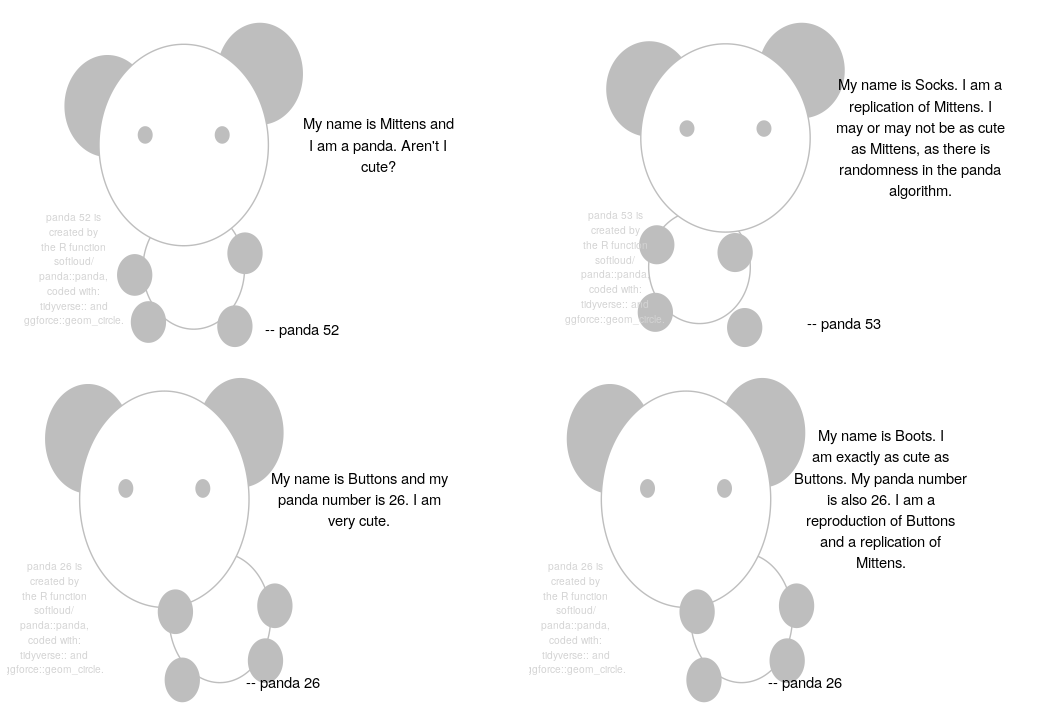 My name is Mittens and
I am a panda. Aren't I
cute?
panda 52 is
created by
the R function
softloud/
panda::panda,
coded with:
tidyverse:: and
ggforce::geom_circle.
-- panda 52
My name is Socks. I am a
replication of Mittens. I
may or may not be as cute
as Mittens, as there is
randomness in the panda
algorithm.
panda 53 is
created by
the R function
softloud/
panda::panda,
coded with:
tidyverse:: and
ggforce::geom_circle.
-- panda 53
My name is Buttons and my
panda number is 26. I am
very cute.
panda 26 is
created by
the R function
softloud/
panda::panda,
coded with:
tidyverse:: and
ggforce::geom_circle.
-- panda 26
My name is Boots. I
am exactly as cute as
Buttons. My panda number
is also 26. I am a
reproduction of Buttons
and a replication of
Mittens.
panda 26 is
created by
the R function
softloud/
panda::panda,
coded with:
tidyverse:: and
ggforce::geom_circle.
-- panda 26